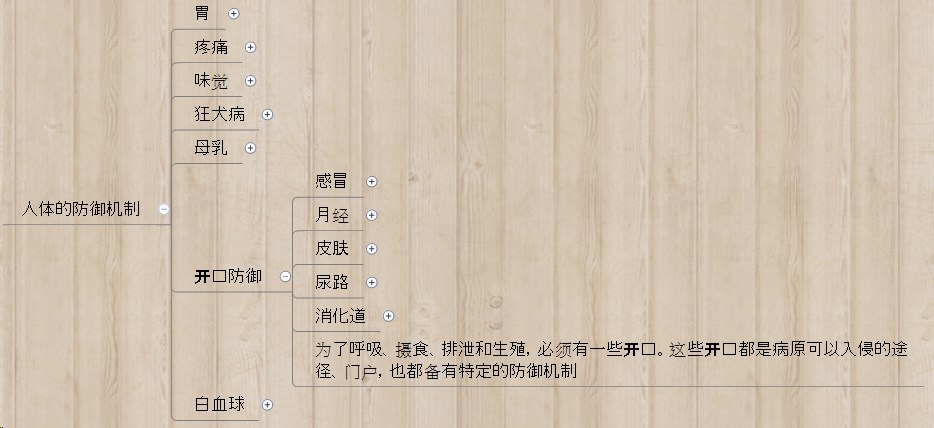 胃
疼痛
味觉
狂犬病
母乳
感冒
月经
人体的防御机制
皮肤
开口防御
尿路
消化道
为了呼吸、摄食、排泄和生殖,必须有一些开口。这些开口都是病原可以入侵的途
径、门户,也都备有特定的防御机制
白血球